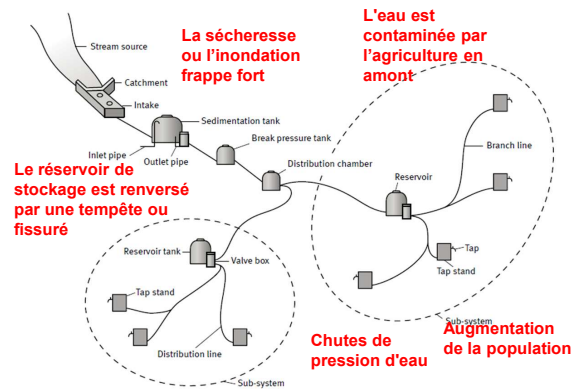 Stream source
Catchment
Intake
Sedimentation tank
Break pressure tank
Distribution chamber
Inlet pipe
Outlet pipe
La sécheresse
ou l'inondation
frappe fort
L'eau est
contaminée par
l’agriculture en
amont
Le réservoir de
stockage est renversé
par une tempête ou
fissuré
Reservoir
Branch line
Tap
Tap stand
Sub-system
Reservoir tank
Valve box
Tap stand
Distribution line
Sub-system
Chutes de
pression d'eau
Augmentation
de la population